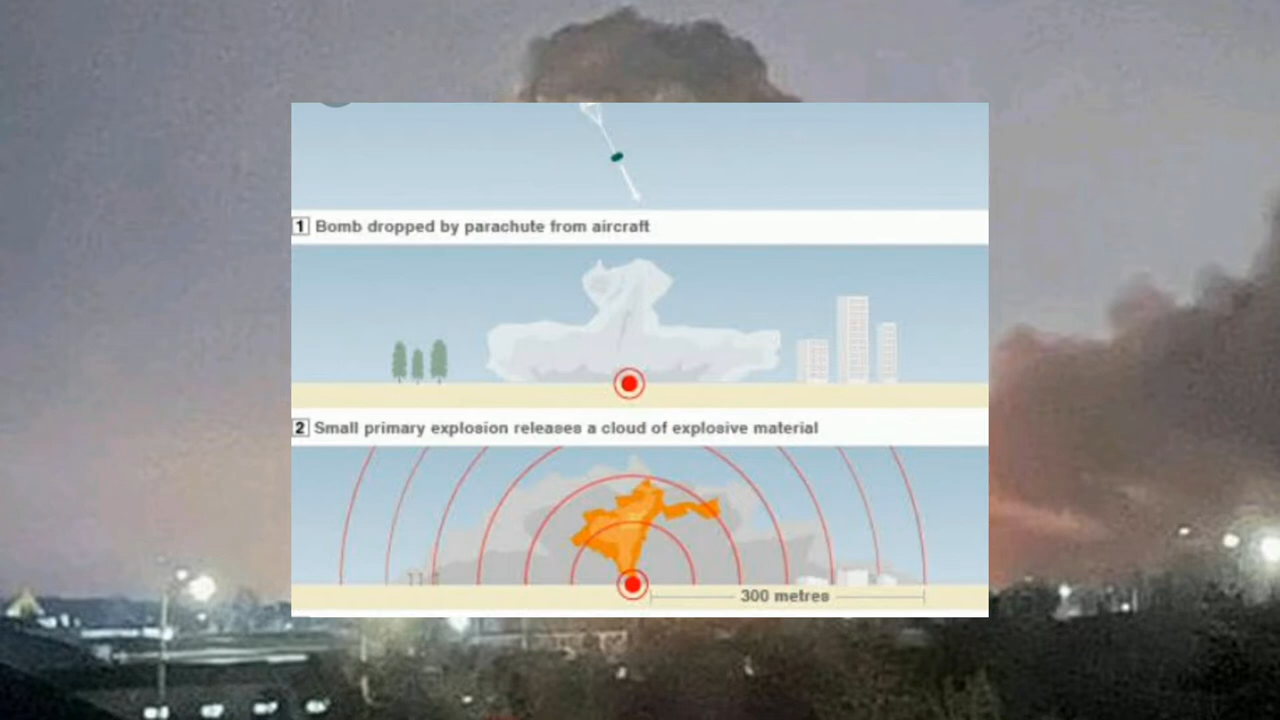 1 Bomb dropped by parachute from aircraft
2 Small primary explosion releases a cloud of explosive material
300 metres